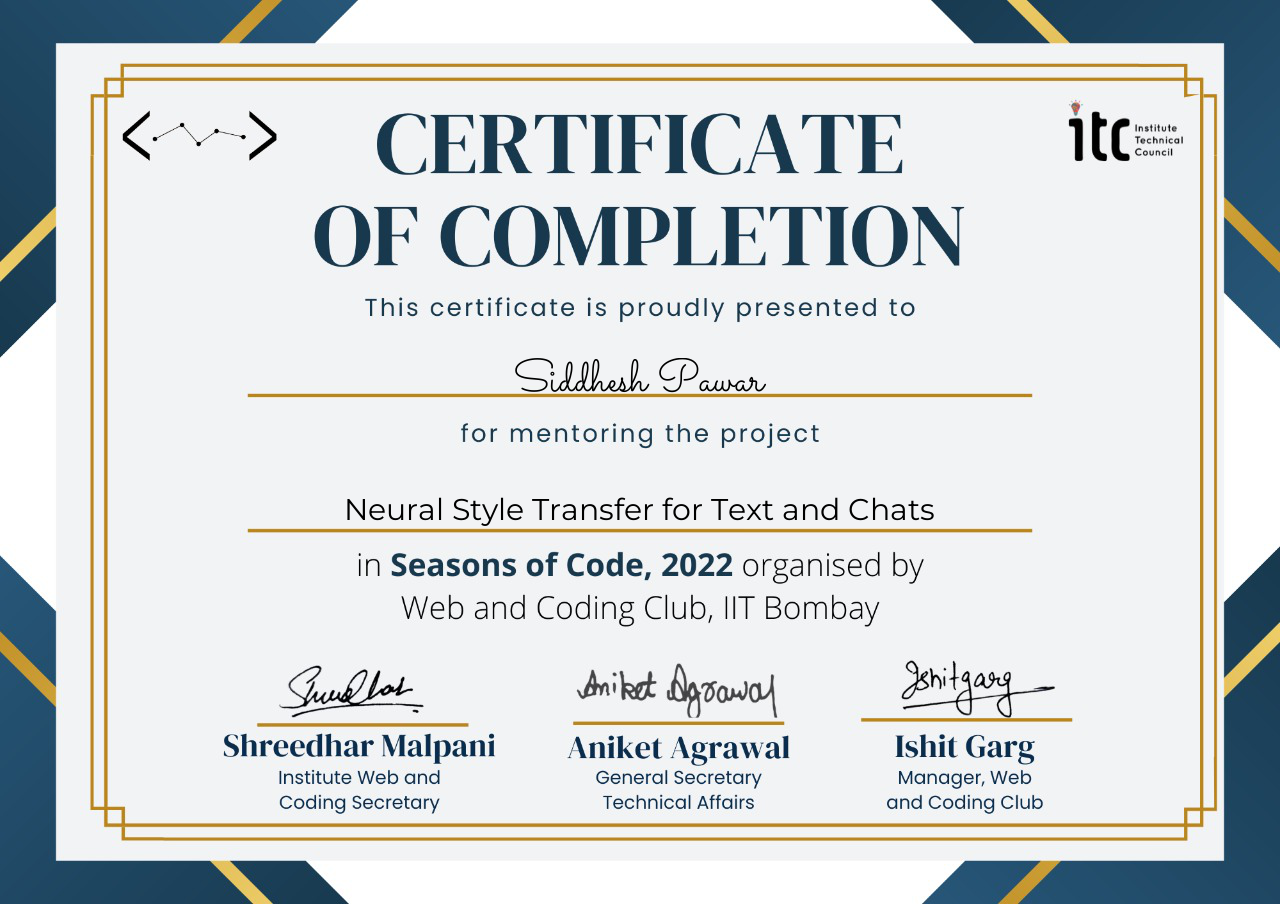 CERTIFICATE
OF COMPLETION
itc Institute
Technical
Council
This certificate is proudly presented to
Siddhesh Pawar
for mentoring the project
Neural Style Transfer for Text and Chats
in Seasons of Code, 2022 organised by
Web and Coding Club, IIT Bombay
Shreedhar
Aniket Agrawal
Ishitgarg
Shreedhar Malpani
Institute Web and
Coding Secretary
Aniket Agrawal
General Secretary
Technical Affairs
Ishit Garg
Manager, Web
and Coding Club